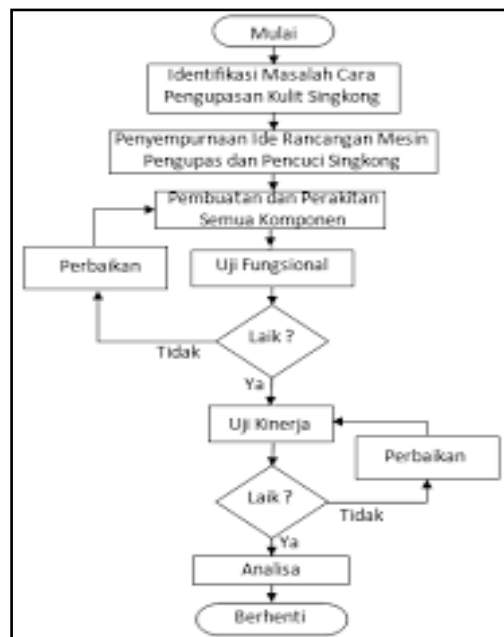 Mulai
Identifikasi Masalah Cara
Pengupasan Kulit Singkong
Penyempurnaan Ide Rancangan Mesin
Pengupas dan Pencuci Singkong
Pembuatan dan Perakitan
Semua Komponen
Perbaikan
Uji Fungsional
Laik ?
Tidak
Ya
Uji Kinerja
Perbaikan
Laik ?
Tidak
Ya
Analisa
Berhenti